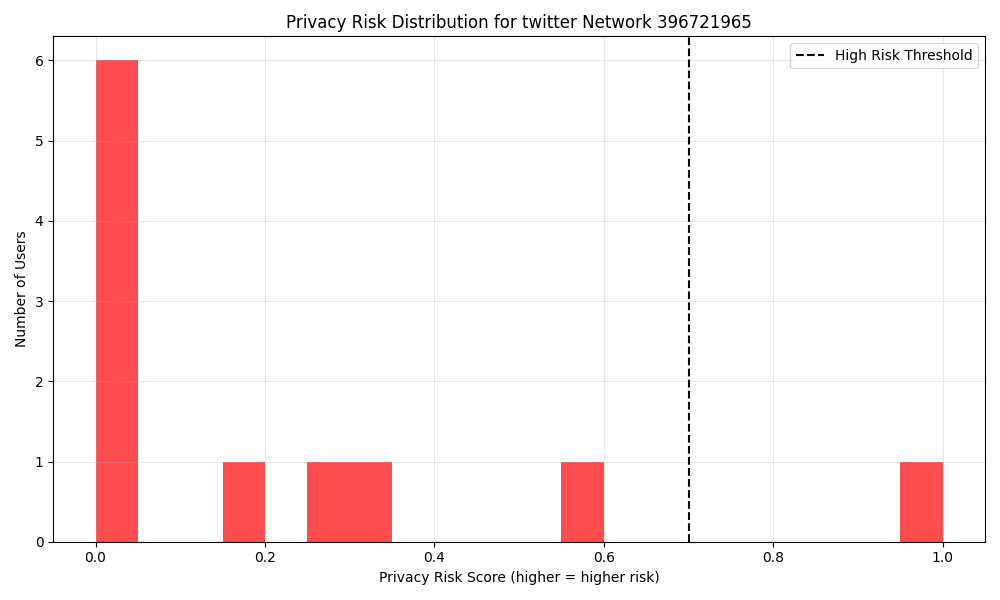 Privacy Risk Distribution for twitter Network 396721965
High Risk Threshold
Number of Users
6
5
4
3
2
1
0
0.0 0.2 0.4 0.6 0.8 1.0
Privacy Risk Score (higher = higher risk)